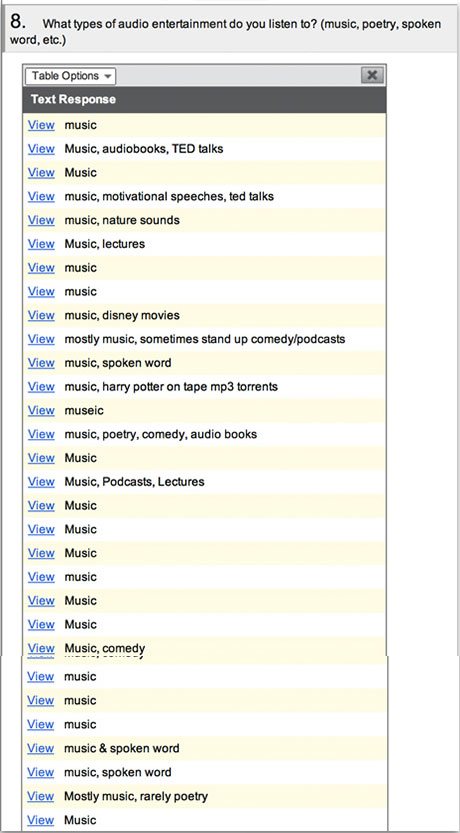 8. What types of audio entertainment do you listen to? (music, poetry, spoken
word, etc.)
Table Options
Text Response
View music
View Music, audiobooks, TED talks
View Music
View music, motivational speeches, ted talks
View music, nature sounds
View Music, lectures
View music
View music
View music, disney movies
View mostly music, sometimes stand up comedy/podcasts
View music, spoken word
View music, harry potter on tape mp3 torrents
View museic
View music, poetry, comedy, audio books
View Music
View Music, Podcasts, Lectures
View Music
View Music
View Music
View music
View Music
View Music
View Music, comedy
View music
View music
View music
View music & spoken word
View music, spoken word
View Mostly music, rarely poetry
View Music